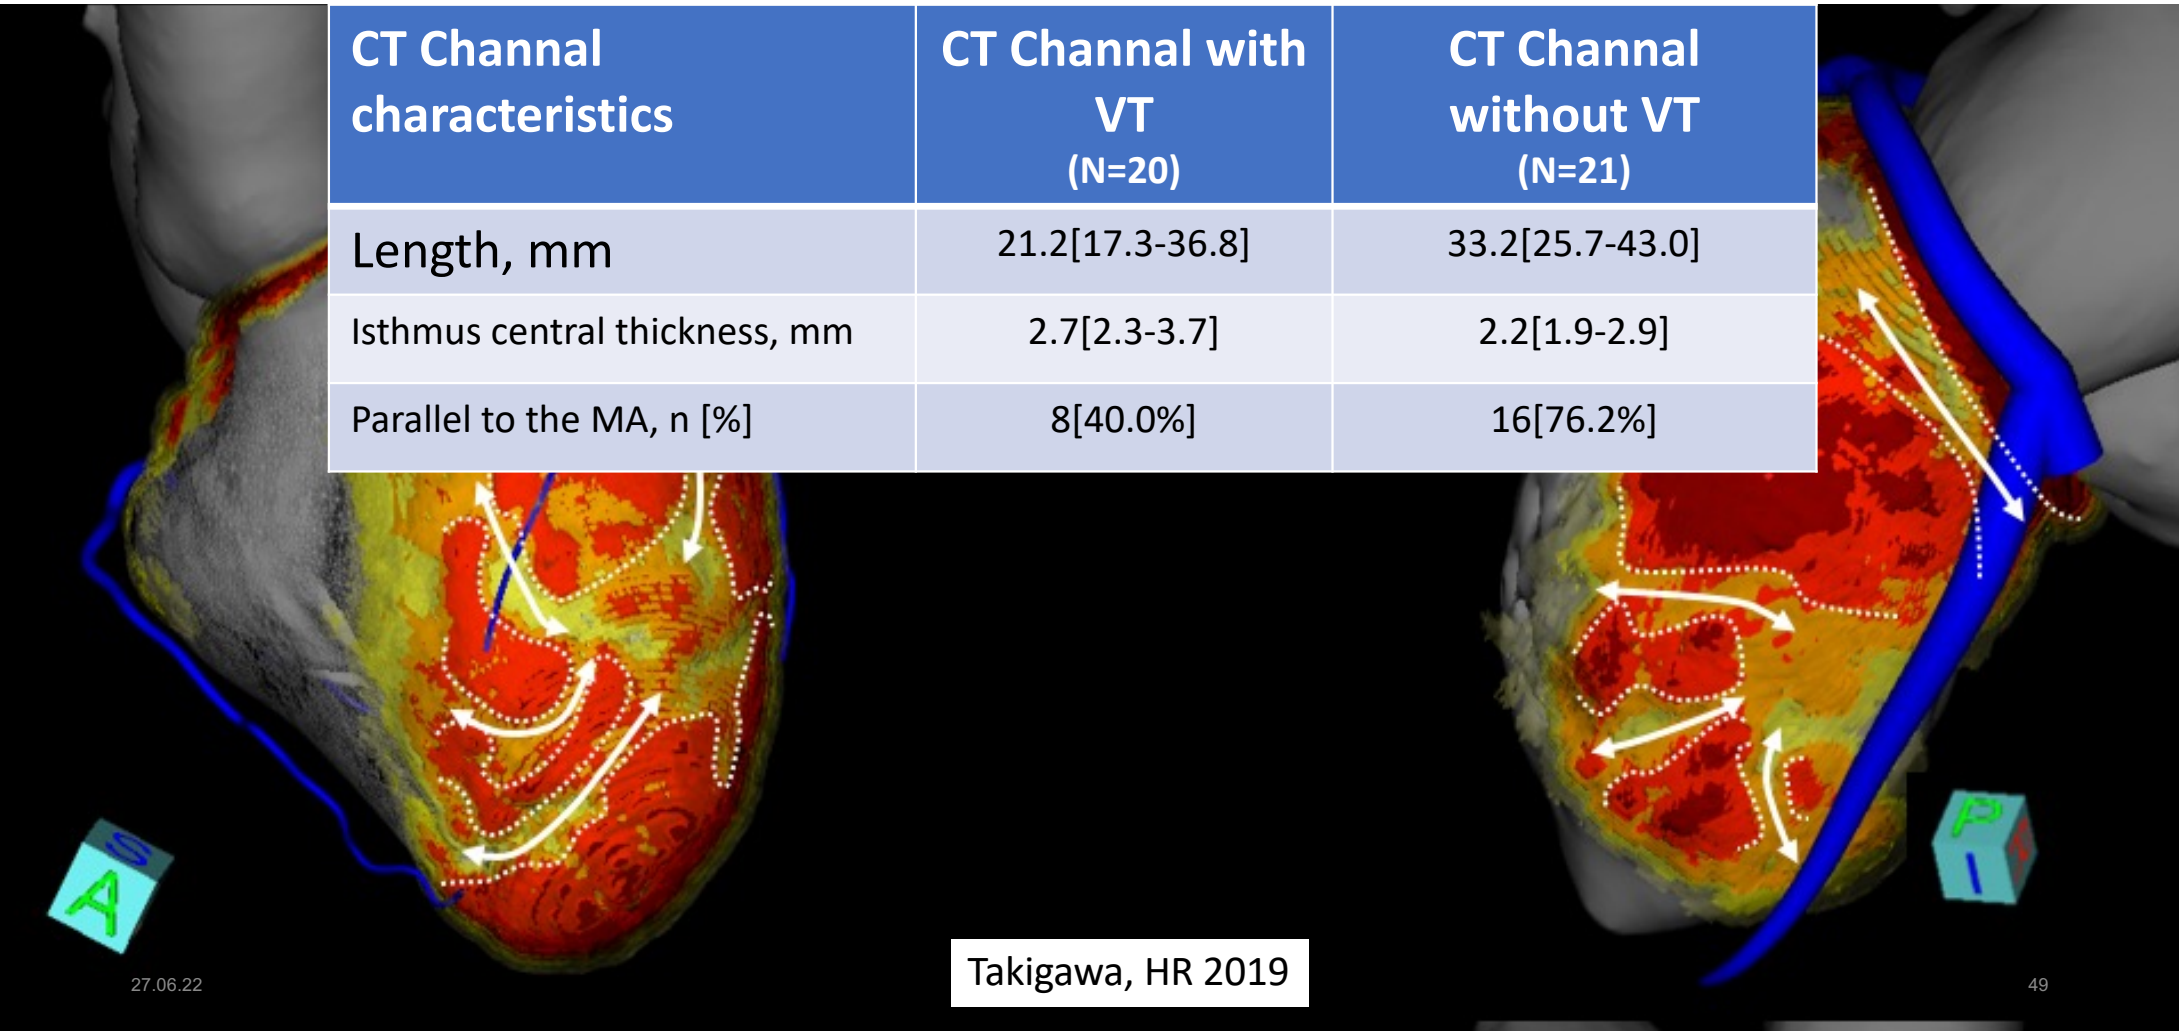 CT Channal
characteristics
CT Channal with
VT
(N=20)
CT Channal
without VT
(N=21)
Length, mm
21.2[17.3-36.8]
33.2[25.7-43.0]
Isthmus central thickness, mm
2.7[2.3-3.7]
2.2[1.9-2.9]
Parallel to the MA, n [%]
8[40.0%]
16[76.2%]
S
A
P
I
Takigawa, HR 2019
27.06.22
49